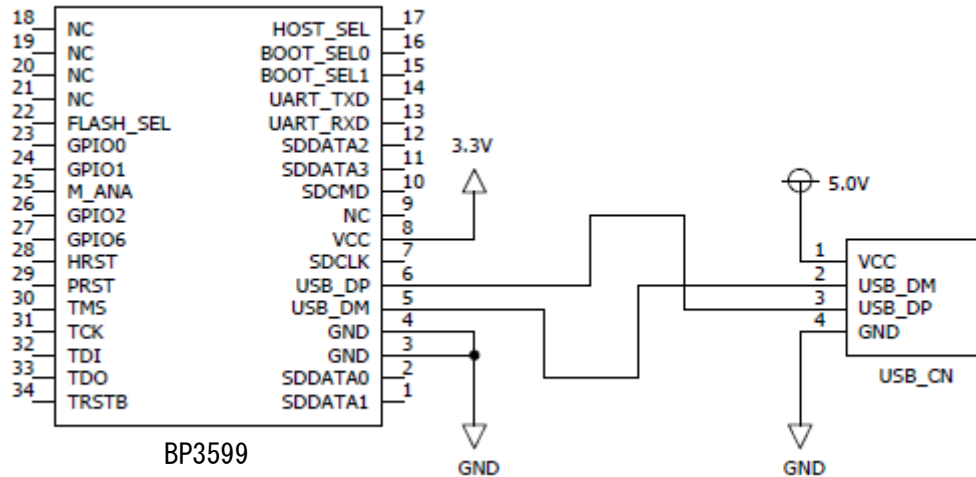 18 NC HOST_SEL 17
19 NC BOOT_SEL0 16
20 NC BOOT_SEL1 15
21 NC UART_TXD 14
22 FLASH_SEL UART_RXD 13
23 GPIO0 SDDATA2 12
24 GPIO1 SDDATA3 11
25 M_ANA SDCMD 10
26 GPIO2 NC 9
27 GPIO6 VCC 8
28 HRST SDCLK 7
29 PRST USB_DP 6
30 TMS USB_DM 5
31 TCK GND 4
32 TDI GND 3
33 TDO SDDATA0 2
34 TRSTB SDDATA1 1
BP3599
3.3V
GND
5.0V
1 VCC
2 USB_DM
3 USB_DP
4 GND
USB_CN
GND